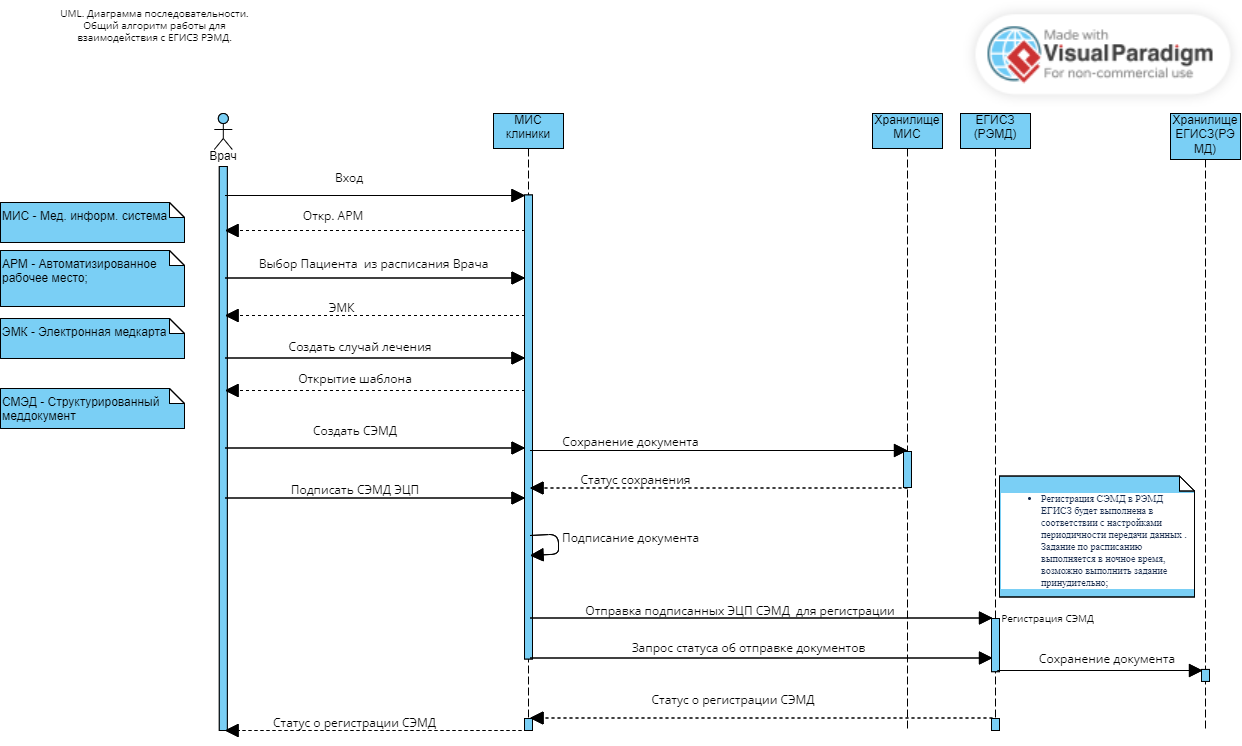 UML. Диаграмма последовательности.
Общий алгоритм работы для
взаимодействия с ЕГИСЗ РЭМД.
Made with
Visual Paradigm
For non-commercial use
Врач
МИС
клиники
Хранилище
МИС
ЕГИСЗ
(РЭМД)
Хранилище
ЕГИСЗ(РЭ
МД)
Вход
МИС - Мед. информ. система
Откр. АРМ
АРМ - Автоматизированное
рабочее место;
Выбор Пациента из расписания Врача
ЭМК
ЭМК - Электронная медкарта
Создать случай лечения
Открытие шаблона
СМЭД - Структурированный
меддокумент
Создать СЭМД
Сохранение документа
Статус сохранения
Подписать СЭМД ЭЦП
• Регистрация СЭМД в РЭМД
ЕГИСЗ будет выполнена в
соответствии с настройками
периодичности передачи данных .
Задание по расписанию
выполняется в ночное время,
возможно выполнить задание
принудительно;
Подписание документа
Отправка подписанных ЭЦП СЭМД для регистрации
Регистрация СЭМД
Запрос статуса об отправке документов
Сохранение документа
Статус о регистрации СЭМД
Статус о регистрации СЭМД